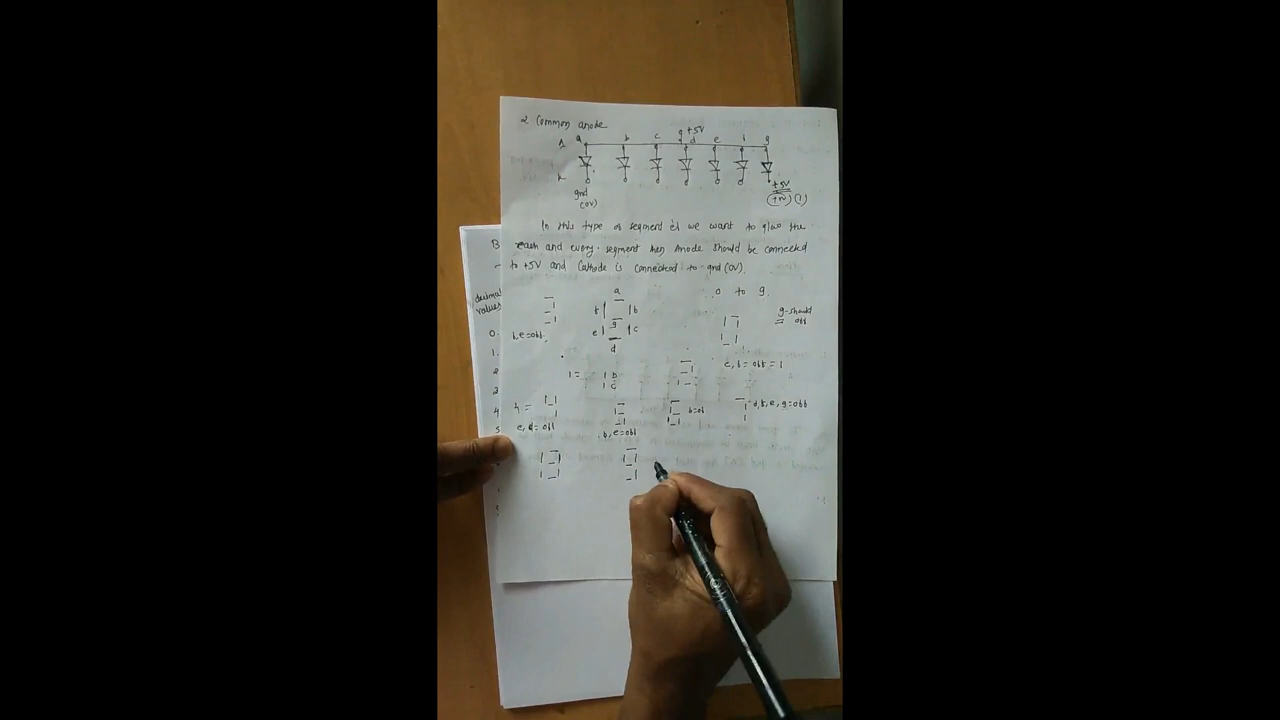 2 Common anode
+5V
a b c d e f g
A
k
gnd
(0V)
+5V
(+ve) (1)
In this type of segment if we want to glow the
each and every segment then Anode should be connected
to +5V and Cathode is connected to gnd (0V).
B
decimal
values
0
1.
2
3
4
5
a 0 to 9
f b
g
e c
d
b,e=off
g-should
= off
1 = b
c
c, f = off = 1
4 =
e, d = off
b, e=off
b=off
d,f, e, g=off